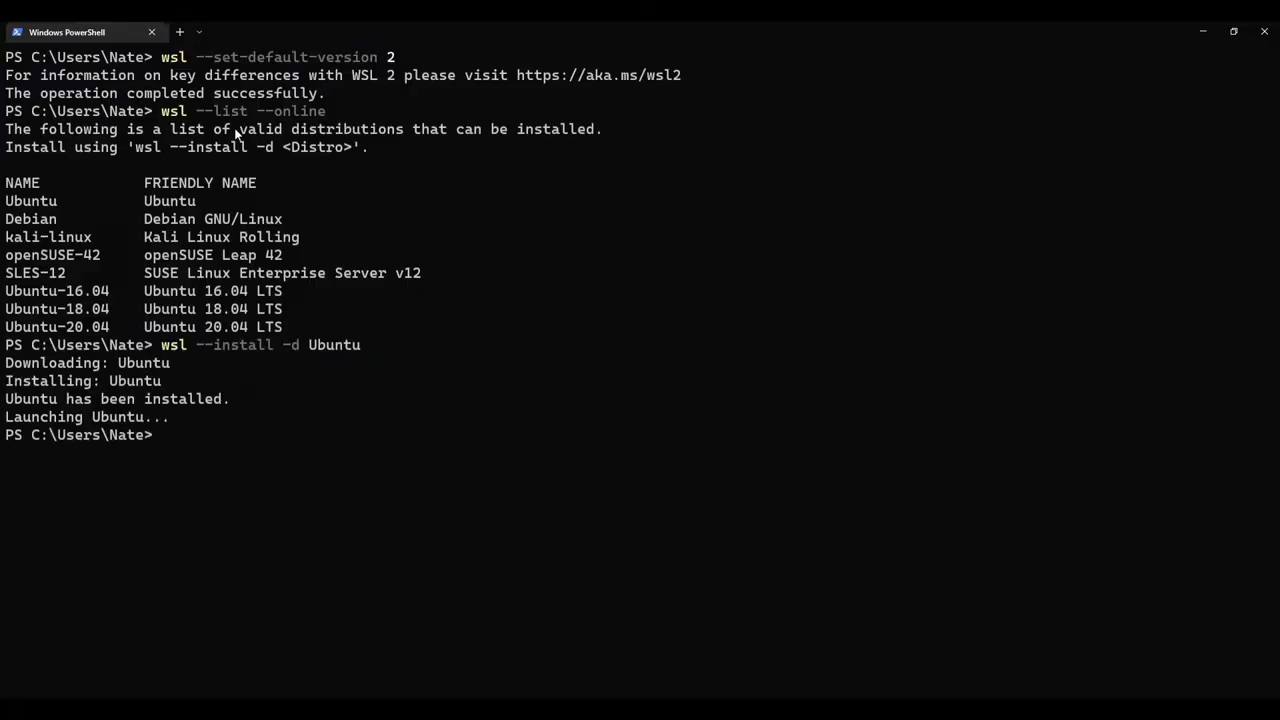 Windows PowerShell
PS C:\Users\Nate> wsl --set-default-version 2
For information on key differences with WSL 2 please visit https://aka.ms/wsl2
The operation completed successfully.
PS C:\Users\Nate> wsl --list --online
The following is a list of valid distributions that can be installed.
Install using 'wsl --install -d <Distro>'.
NAME            FRIENDLY NAME
Ubuntu          Ubuntu
Debian          Debian GNU/Linux
kali-linux      Kali Linux Rolling
openSUSE-42     openSUSE Leap 42
SLES-12         SUSE Linux Enterprise Server v12
Ubuntu-16.04    Ubuntu 16.04 LTS
Ubuntu-18.04    Ubuntu 18.04 LTS
Ubuntu-20.04    Ubuntu 20.04 LTS
PS C:\Users\Nate> wsl --install -d Ubuntu
Downloading: Ubuntu
Installing: Ubuntu
Ubuntu has been installed.
Launching Ubuntu...
PS C:\Users\Nate>